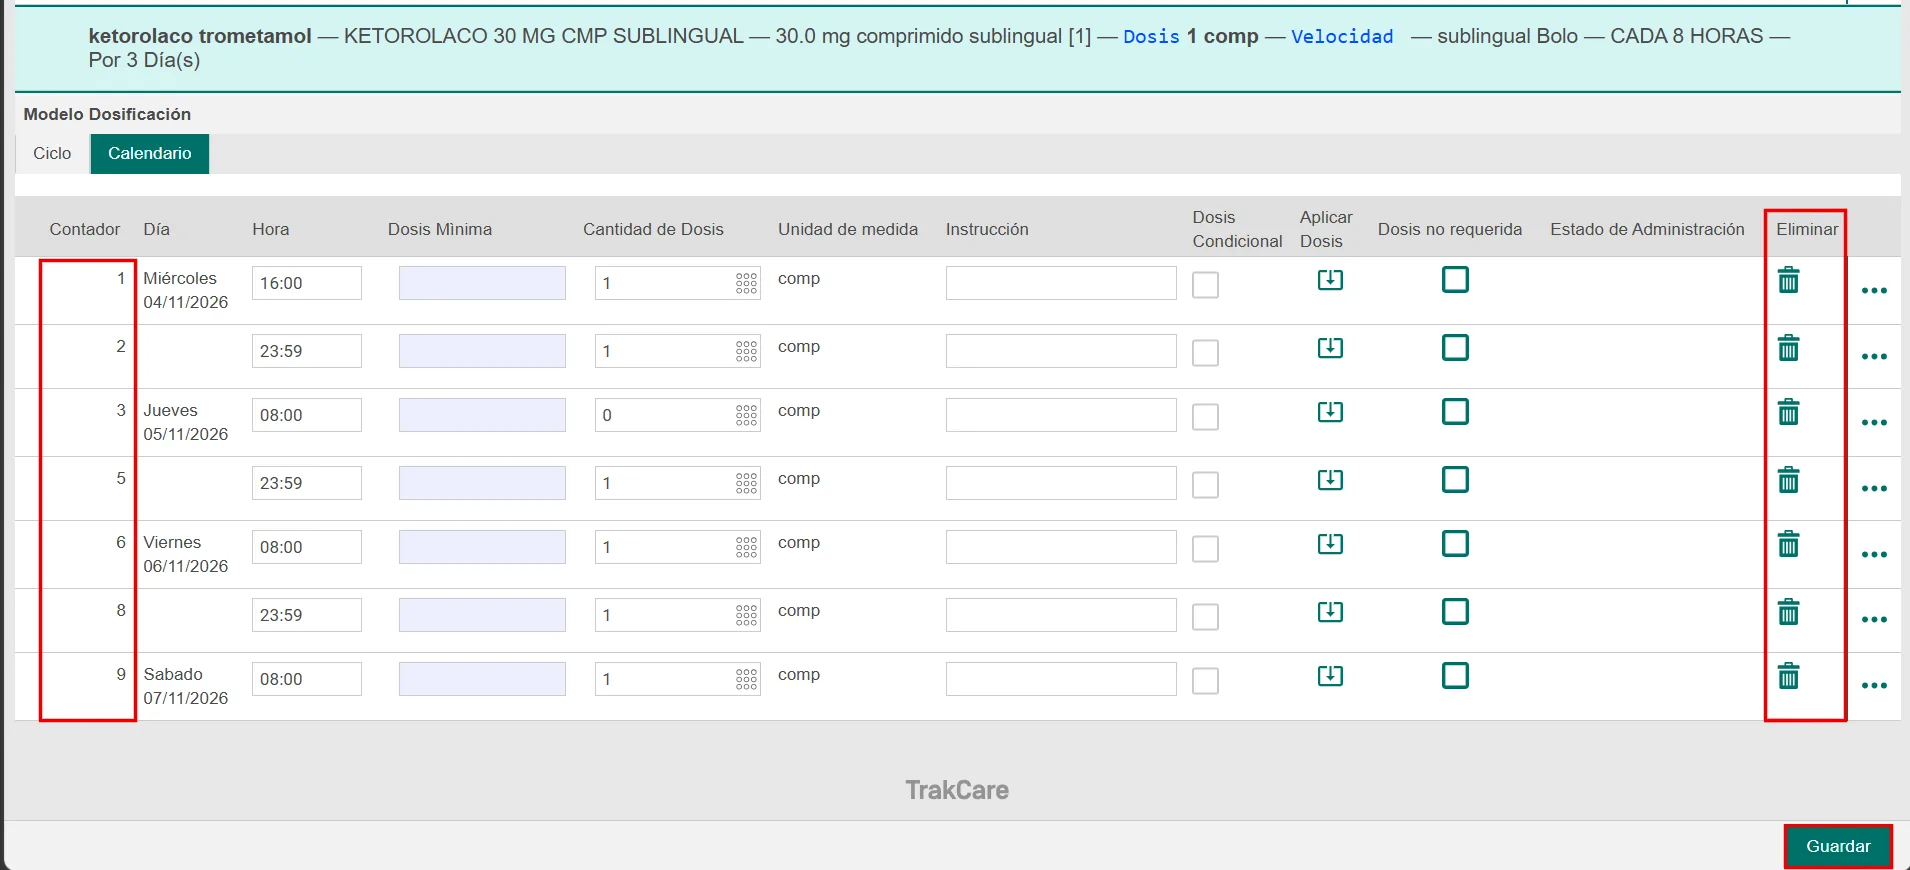 ketorolaco trometamol — KETOROLACO 30 MG CMP SUBLINGUAL — 30.0 mg comprimido sublingual [1] — Dosis 1 comp — Velocidad — sublingual Bolo — CADA 8 HORAS —
Por 3 Día(s)
Modelo Dosificación
Ciclo Calendario
Contador Día Hora Dosis Mìnima Cantidad de Dosis Unidad de medida Instrucción Dosis Condicional Aplicar Dosis Dosis no requerida Estado de Administración Eliminar
1 Miércoles 04/11/2026 16:00 1 comp
2 23:59 1 comp
3 Jueves 05/11/2026 08:00 0 comp
5 23:59 1 comp
6 Viernes 06/11/2026 08:00 1 comp
8 23:59 1 comp
9 Sabado 07/11/2026 08:00 1 comp
TrakCare
Guardar